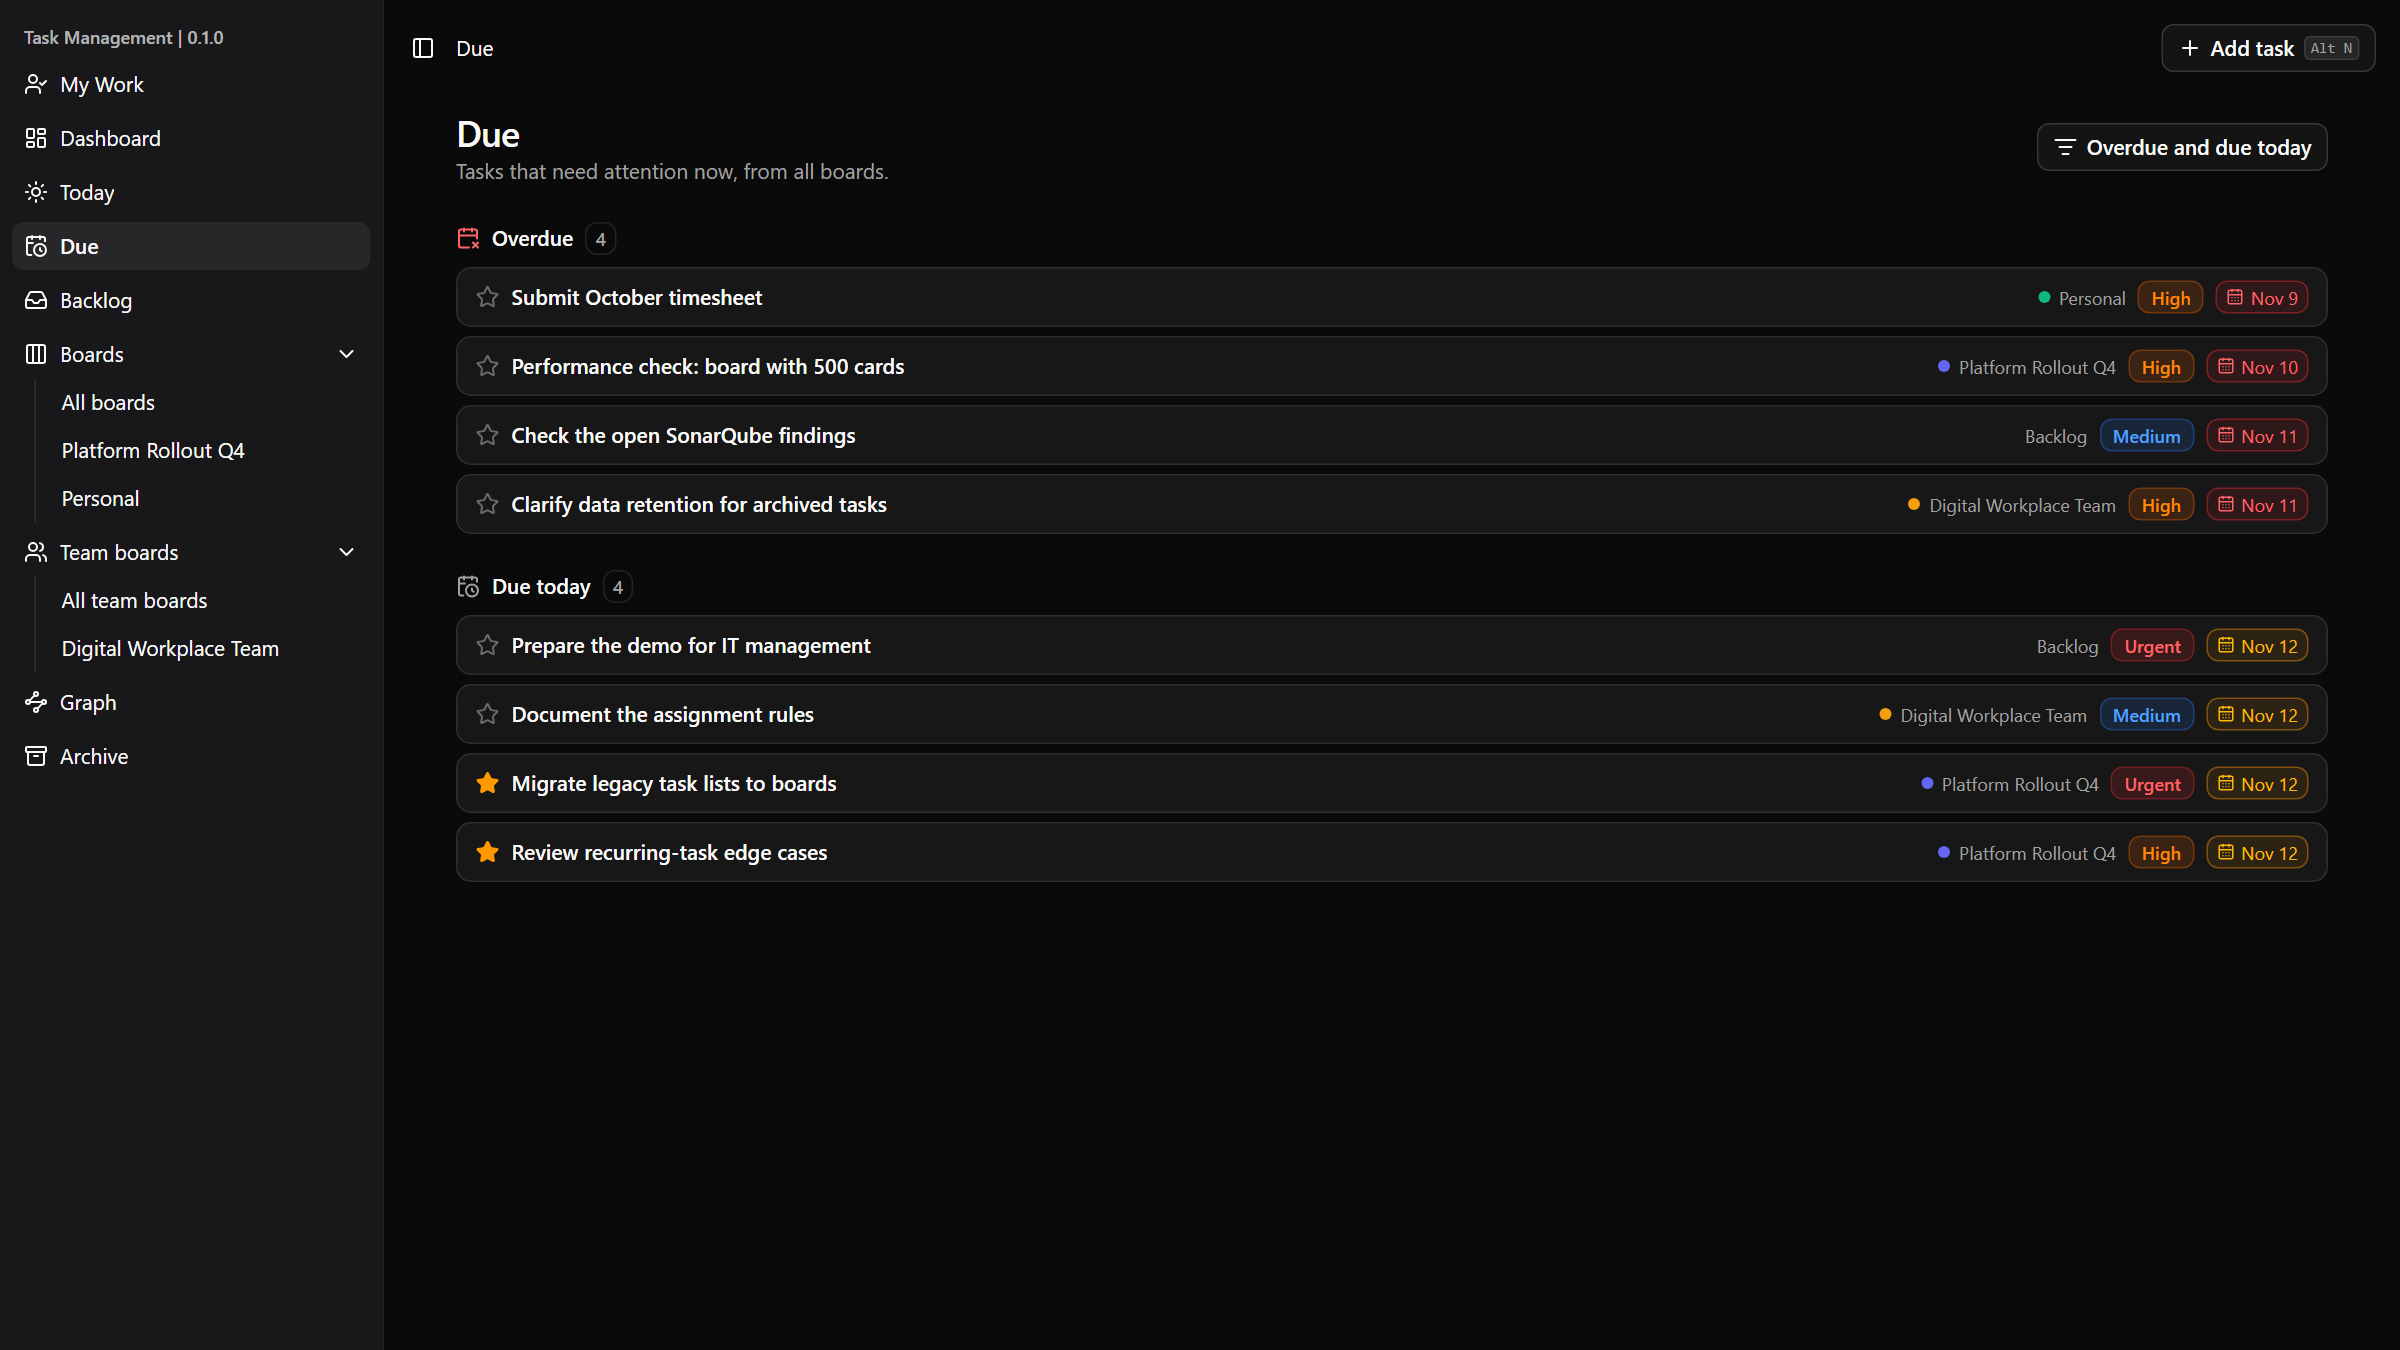 Task Management | 0.1.0
My Work
Dashboard
Today
Due
Backlog
Boards
All boards
Platform Rollout Q4
Personal
Team boards
All team boards
Digital Workplace Team
Graph
Archive
Due
Add task Alt N
Due
Tasks that need attention now, from all boards.
Overdue and due today
Overdue 4
Submit October timesheet Personal High Nov 9
Performance check: board with 500 cards Platform Rollout Q4 High Nov 10
Check the open SonarQube findings Backlog Medium Nov 11
Clarify data retention for archived tasks Digital Workplace Team High Nov 11
Due today 4
Prepare the demo for IT management Backlog Urgent Nov 12
Document the assignment rules Digital Workplace Team Medium Nov 12
Migrate legacy task lists to boards Platform Rollout Q4 Urgent Nov 12
Review recurring-task edge cases Platform Rollout Q4 High Nov 12